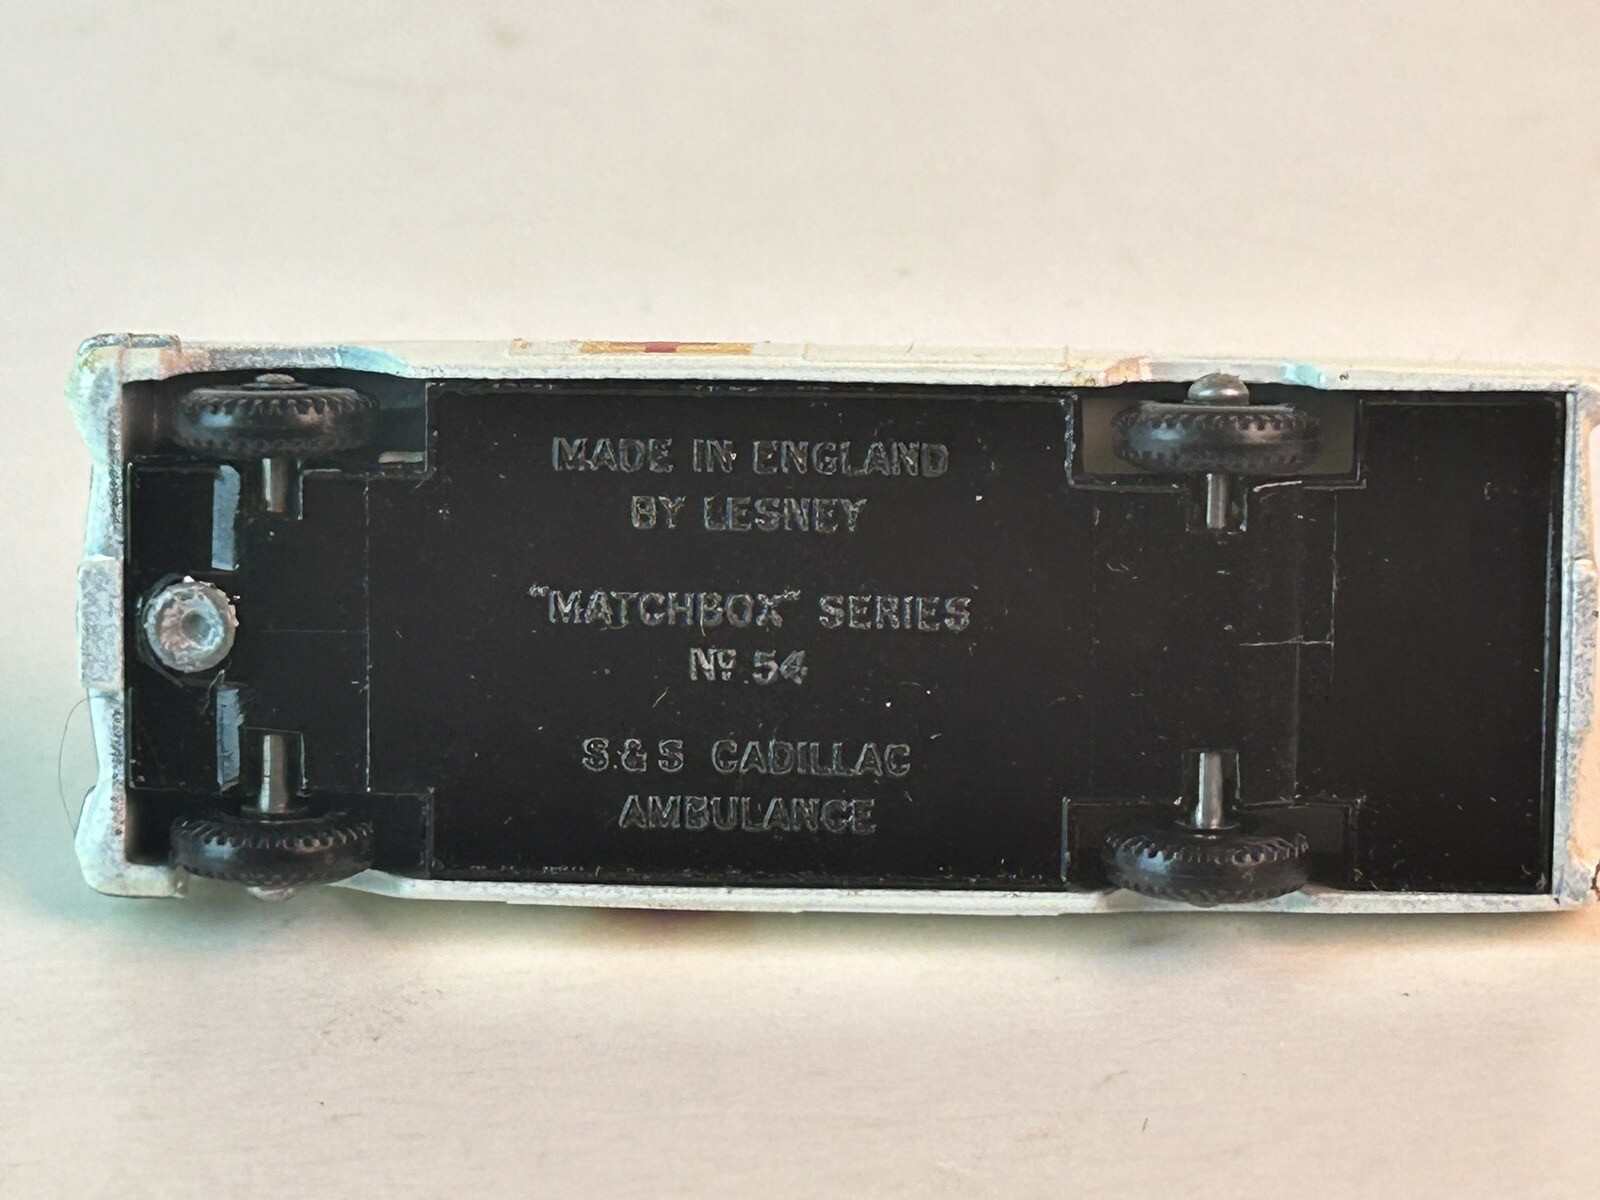 MADE IN ENGLAND
BY LESNEY
"MATCHBOX" SERIES
Nº 54
S & S CADILLAC
AMBULANCE